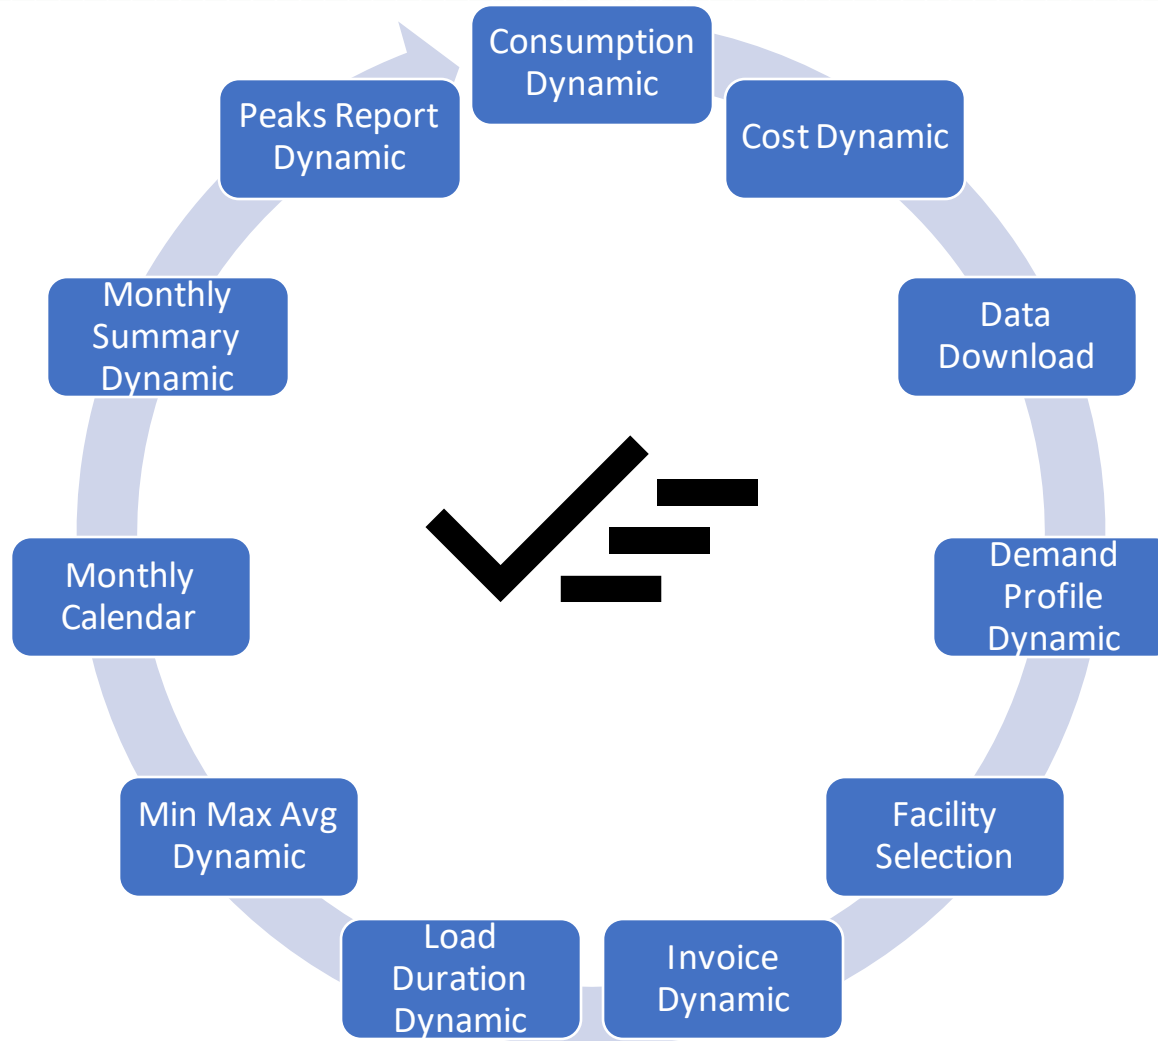 Consumption
Dynamic
Cost Dynamic
Data
Download
Demand
Profile
Dynamic
Facility
Selection
Invoice
Dynamic
Load
Duration
Dynamic
Min Max Avg
Dynamic
Monthly
Calendar
Monthly
Summary
Dynamic
Peaks Report
Dynamic